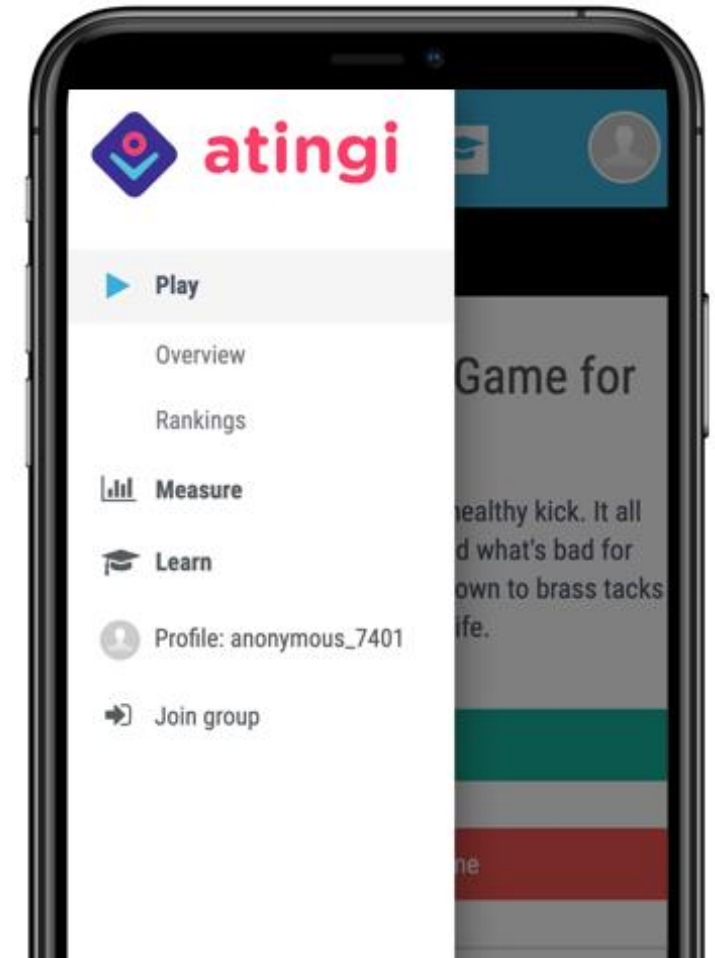 atingi
Play
Overview
Rankings
Measure
Learn
Profile: anonymous_7401
Join group
Game for
healthy kick. It all
d what's bad for
own to brass tacks
ife.
ne